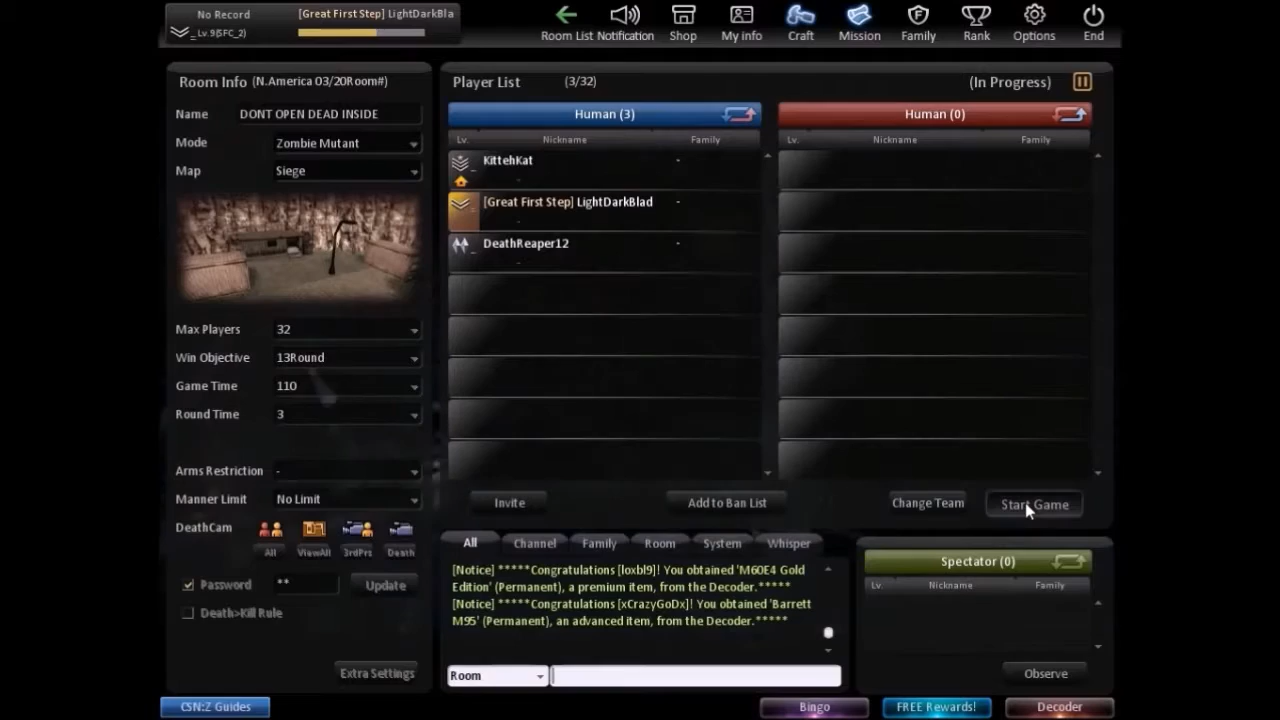 No Record
[Great First Step] LightDarkBla
Lv.9(SFC_2)
Room List
Notification
Shop
My info
Craft
Mission
Family
Rank
Options
End
Room Info (N.America 03/20Room#)
Name DONT OPEN DEAD INSIDE
Mode Zombie Mutant
Map Siege
Max Players 32
Win Objective 13Round
Game Time 110
Round Time 3
Arms Restriction -
Manner Limit No Limit
DeathCam
All ViewAll 3rdPrs Death
Password ** Update
Death>Kill Rule
Extra Settings
Player List (3/32) (In Progress)
Human (3)
Lv. Nickname Family
KittehKat -
-
[Great First Step] LightDarkBlad -
-
DeathReaper12 -
-
Human (0)
Lv. Nickname Family
Invite
Add to Ban List
Change Team
Start Game
All Channel Family Room System Whisper
[Notice] *****Congratulations [loxbl9]! You obtained 'M60E4 Gold
Edition' (Permanent), a premium item, from the Decoder.*****
[Notice] *****Congratulations [xCrazyGoDx]! You obtained 'Barrett
M95' (Permanent), an advanced item, from the Decoder.*****
Room
Spectator (0)
Lv. Nickname Family
Observe
CSN:Z Guides
Bingo
FREE Rewards!
Decoder